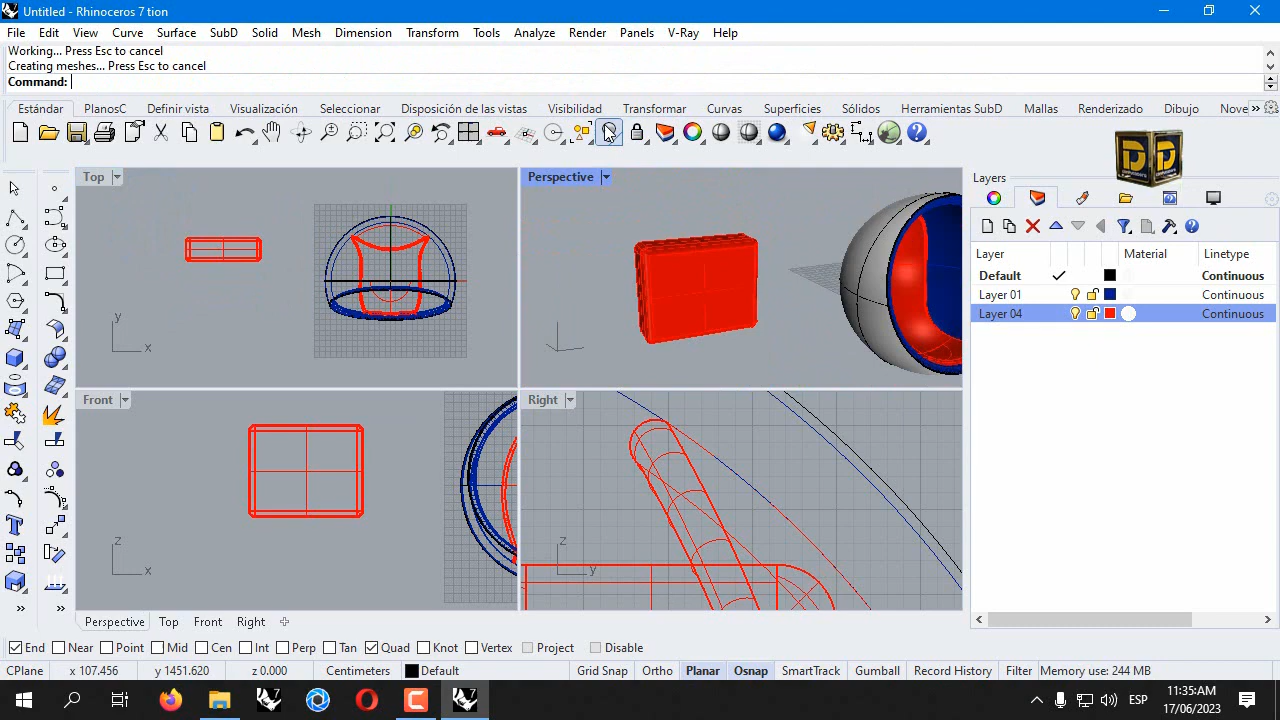 Untitled - Rhinoceros 7 tion
File Edit View Curve Surface SubD Solid Mesh Dimension Transform Tools Analyze Render Panels V-Ray Help
Working... Press Esc to cancel
Creating meshes... Press Esc to cancel
Command:
Estándar PlanosC Definir vista Visualización Seleccionar Disposición de las vistas Visibilidad Transformar Curvas Superficies Sólidos Herramientas SubD Mallas Renderizado Dibujo Nove
Top
Perspective
Layers
y
x
Layer Material Linetype
Default Continuous
Layer 01 Continuous
Layer 04 Continuous
Front
Right
z
x
z
y
Perspective Top Front Right
End Near Point Mid Cen Int Perp Tan Quad Knot Vertex Project Disable
CPlane x 107.456 y 1451.620 z 0.000 Centimeters Default Grid Snap Ortho Planar Osnap SmartTrack Gumball Record History Filter Memory use: 244 MB
ESP
11:35:AM
17/06/2023